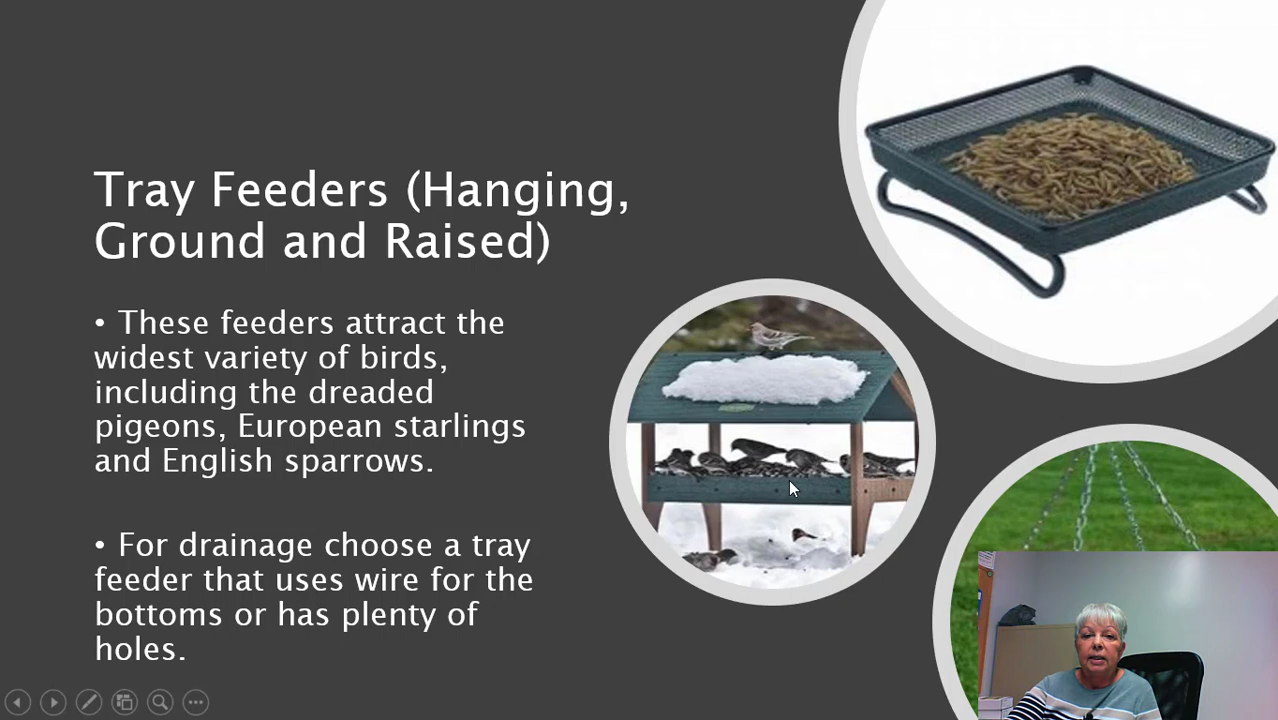 Tray Feeders (Hanging,
Ground and Raised)
• These feeders attract the
widest variety of birds,
including the dreaded
pigeons, European starlings
and English sparrows.
• For drainage choose a tray
feeder that uses wire for the
bottoms or has plenty of
holes.